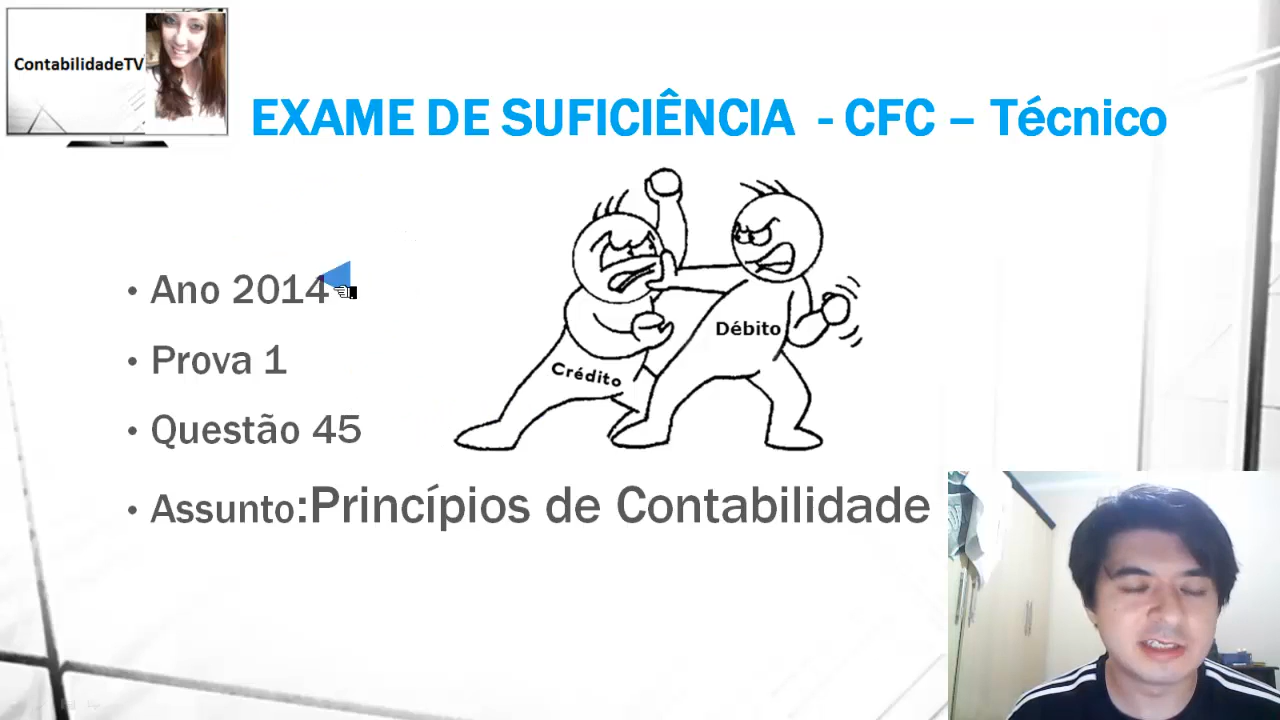 ContabilidadeTV
EXAME DE SUFICIÊNCIA - CFC – Técnico
• Ano 2014
• Prova 1
• Questão 45
• Assunto:Princípios de Contabilidade
Crédito
Débito